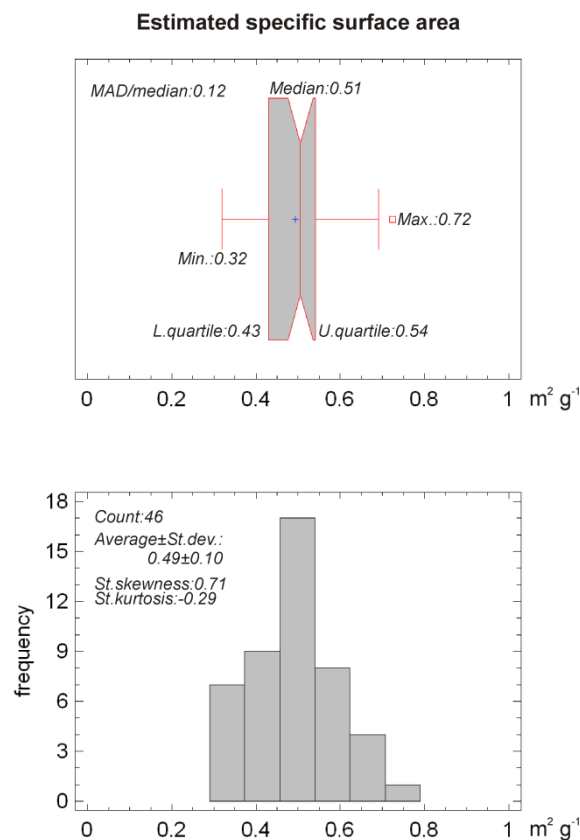 Estimated specific surface area
MAD/median:0.12
Median:0.51
Max.:0.72
Min.:0.32
L.quartile:0.43
U.quartile:0.54
0 0.2 0.4 0.6 0.8 1 m² g⁻¹
18
Count:46
Average±St.dev.:
15
0.49±0.10
St.skewness:0.71
12
St.kurtosis:-0.29
9
frequency
6
3
0
0 0.2 0.4 0.6 0.8 1 m² g⁻¹